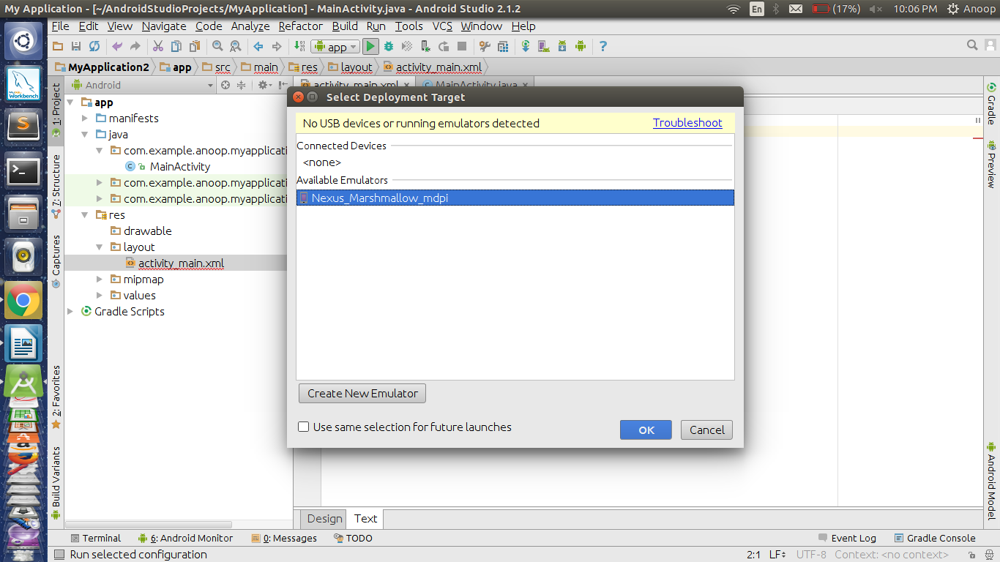 My Application - [~/AndroidStudioProjects/MyApplication] - MainActivity.java - Android Studio 2.1.2
En
(17%)
10:06 PM
Anoop
File Edit View Navigate Code Analyze Refactor Build Run Tools VCS Window Help
app
MyApplication2 app src main res layout activity_main.xml
Android
activity_main.xml
MainActivity.java
1: Project
7: Structure
Captures
2: Favorites
Build Variants
app
manifests
java
com.example.anoop.myapplicati
MainActivity
com.example.anoop.myapplicati
com.example.anoop.myapplicati
res
drawable
layout
activity_main.xml
mipmap
values
Gradle Scripts
Select Deployment Target
No USB devices or running emulators detected
Troubleshoot
Connected Devices
<none>
Available Emulators
Nexus_Marshmallow_mdpi
Create New Emulator
Use same selection for future launches
OK
Cancel
Gradle
Preview
Android Model
MySQL
Workbench
Design
Text
Terminal
6: Android Monitor
0: Messages
TODO
Event Log
Gradle Console
Run selected configuration
2:1
LF
UTF-8
Context: <no context>